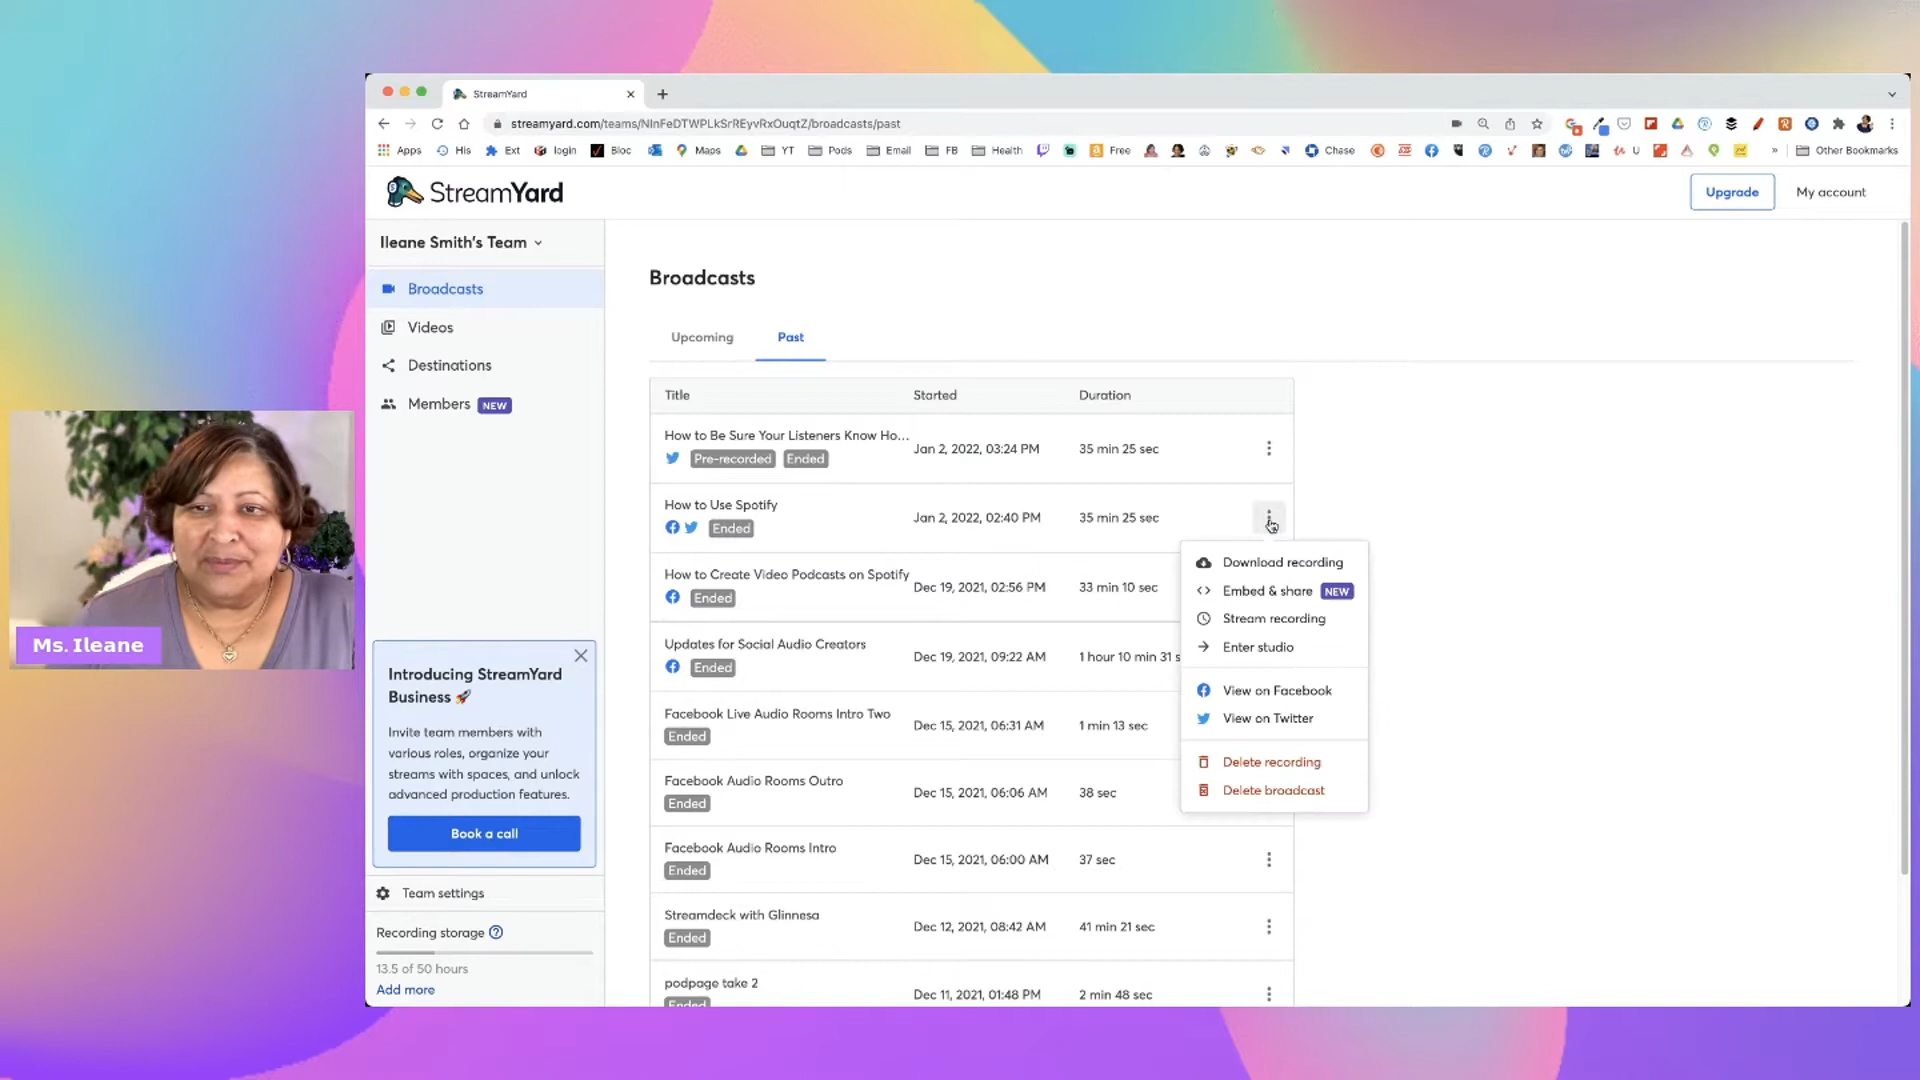 StreamYard
streamyard.com/teams/NInFeDTWPLkSrREyvRxOuqtZ/broadcasts/past
Apps His Ext login Bloc Maps YT Pods Email FB Health Free Chase U » Other Bookmarks
StreamYard
Upgrade
My account
Ileane Smith's Team
Broadcasts
Videos
Destinations
Members NEW
Introducing StreamYard
Business
Invite team members with
various roles, organize your
streams with spaces, and unlock
advanced production features.
Book a call
Team settings
Recording storage
13.5 of 50 hours
Add more
Ms. Ileane
Broadcasts
Upcoming Past
Title Started Duration
How to Be Sure Your Listeners Know Ho... Jan 2, 2022, 03:24 PM 35 min 25 sec
Pre-recorded Ended
How to Use Spotify Jan 2, 2022, 02:40 PM 35 min 25 sec
Ended
How to Create Video Podcasts on Spotify Dec 19, 2021, 02:56 PM 33 min 10 sec
Ended
Updates for Social Audio Creators Dec 19, 2021, 09:22 AM 1 hour 10 min 31 s
Ended
Facebook Live Audio Rooms Intro Two Dec 15, 2021, 06:31 AM 1 min 13 sec
Ended
Facebook Audio Rooms Outro Dec 15, 2021, 06:06 AM 38 sec
Ended
Facebook Audio Rooms Intro Dec 15, 2021, 06:00 AM 37 sec
Ended
Streamdeck with Glinnesa Dec 12, 2021, 08:42 AM 41 min 21 sec
Ended
podpage take 2 Dec 11, 2021, 01:48 PM 2 min 48 sec
Ended
Download recording
Embed & share NEW
Stream recording
Enter studio
View on Facebook
View on Twitter
Delete recording
Delete broadcast